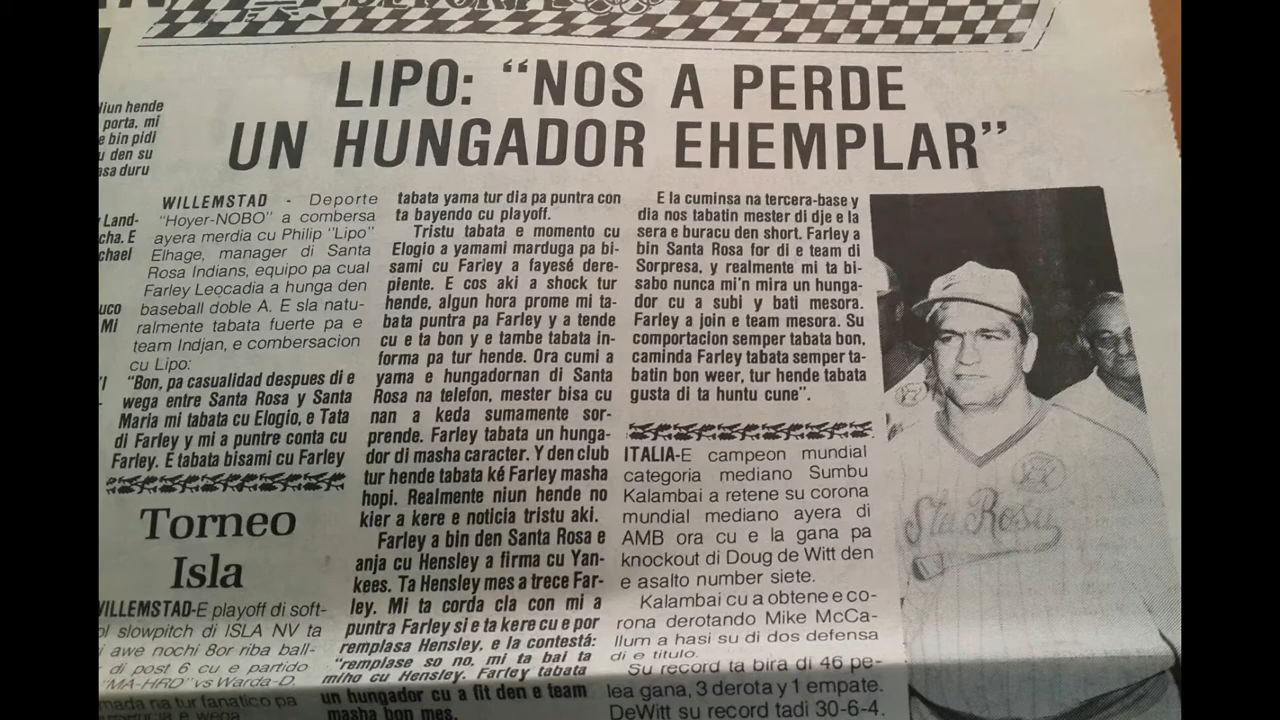 LIPO: “NOS A PERDE
UN HUNGADOR EHEMPLAR”
liun hende
porta, mi
e bin pidi
u den su
asa duru
Land-
cha. E
chael
uco
Mi
WILLEMSTAD - Deporte
“Hoyer-NOBO” a combersa
ayera merdia cu Philip “Lipo”
Elhage, manager di Santa
Rosa Indians, equipo pa cual
Farley Leocadia a hunga den
baseball doble A. E sla natu-
ralmente tabata fuerte pa e
team Indjan, e combersacion
cu Lipo:
“Bon, pa casualidad despues di e
wega entre Santa Rosa y Santa
Maria mi tabata cu Elogio, e Tata
di Farley y mi a puntre conta cu
Farley. E tabata bisami cu Farley
tabata yama tur dia pa puntra con
ta bayendo cu playoff.
Tristu tabata e momento cu
Elogio a yamami marduga pa bi-
sami cu Farley a fayesé dere-
piente. E cos aki a shock tur
hende, algun hora prome mi ta-
bata puntra pa Farley y a tende
cu e ta bon y e tambe tabata in-
forma pa tur hende. Ora cumi a
yama e hungadornan di Santa
Rosa na telefon, mester bisa cu
nan a keda sumamente sor-
prende. Farley tabata un hunga-
dor di masha caracter. Y den club
tur hende tabata ké Farley masha
hopi. Realmente niun hende no
kier a kere e noticia tristu aki.
Farley a bin den Santa Rosa e
anja cu Hensley a firma cu Yan-
kees. Ta Hensley mes a trece Far-
ley. Mi ta corda cla con mi a
puntra Farley si e ta kere cu e por
remplasa Hensley, e la contestá:
“remplase so no, mi ta bai ta
miho cu Hensley. Farley tabata
un hungador cu a fit den e team
masha bon mes.
E la cuminsa na tercera-base y
dia nos tabatin mester di dje e la
sera e buracu den short. Farley a
bin Santa Rosa for di e team di
Sorpresa, y realmente mi ta bi-
sabo nunca mi’n mira un hunga-
dor cu a subi y bati mesora.
Farley a join e team mesora. Su
comportacion semper tabata bon,
caminda Farley tabata semper ta-
batin bon weer, tur hende tabata
gusta di ta huntu cune”.
ITALIA-E campeon mundial
categoria mediano Sumbu
Kalambai a retene su corona
mundial mediano ayera di
AMB ora cu e la gana pa
knockout di Doug de Witt den
e asalto number siete.
Kalambai cu a obtene e co-
rona derotando Mike McCa-
llum a hasi su di dos defensa
di e titulo.
Su record ta bira di 46 pe-
lea gana, 3 derota y 1 empate.
DeWitt su record tadi 30-6-4.
Torneo
Isla
WILLEMSTAD-E playoff di soft-
slowpitch di ISLA NV ta
awe nochi 8or riba ball-
di post 6 cu e partido
“MA-HRD” vs Warda-D.
mada na tur fanatico pa
Sta Rosa